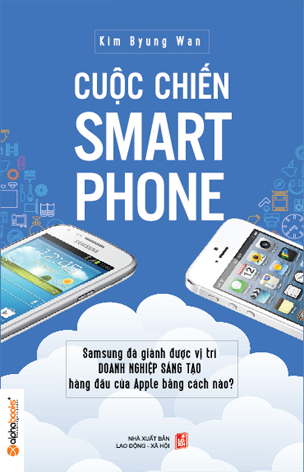 Kim Byung Wan
CUỘC CHIẾN
SMART
PHONE
Samsung đã giành được vị trí
DOANH NGHIỆP SÁNG TẠO
hàng đầu của Apple bằng cách nào?
alphabooks
NHÀ XUẤT BẢN
LAO ĐỘNG - XÃ HỘI